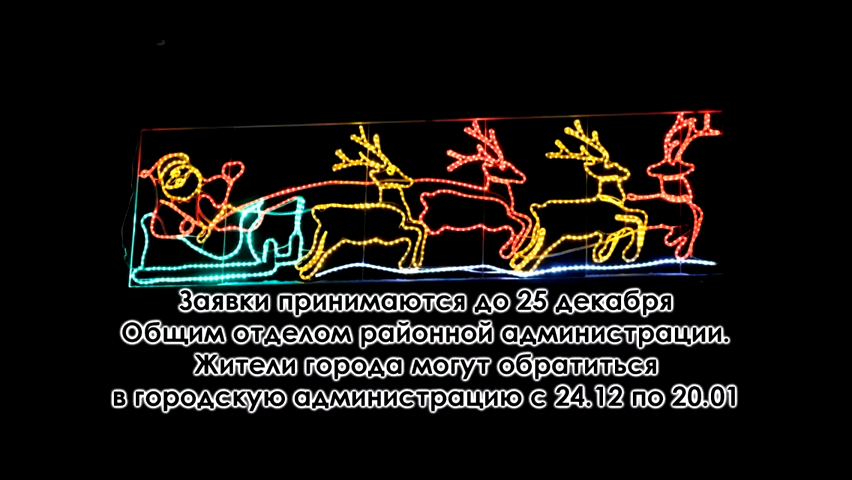 Заявки принимаются до 25 декабря
Общим отделом районной администрации.
Жители города могут обратиться
в городскую администрацию с 24.12 по 20.01